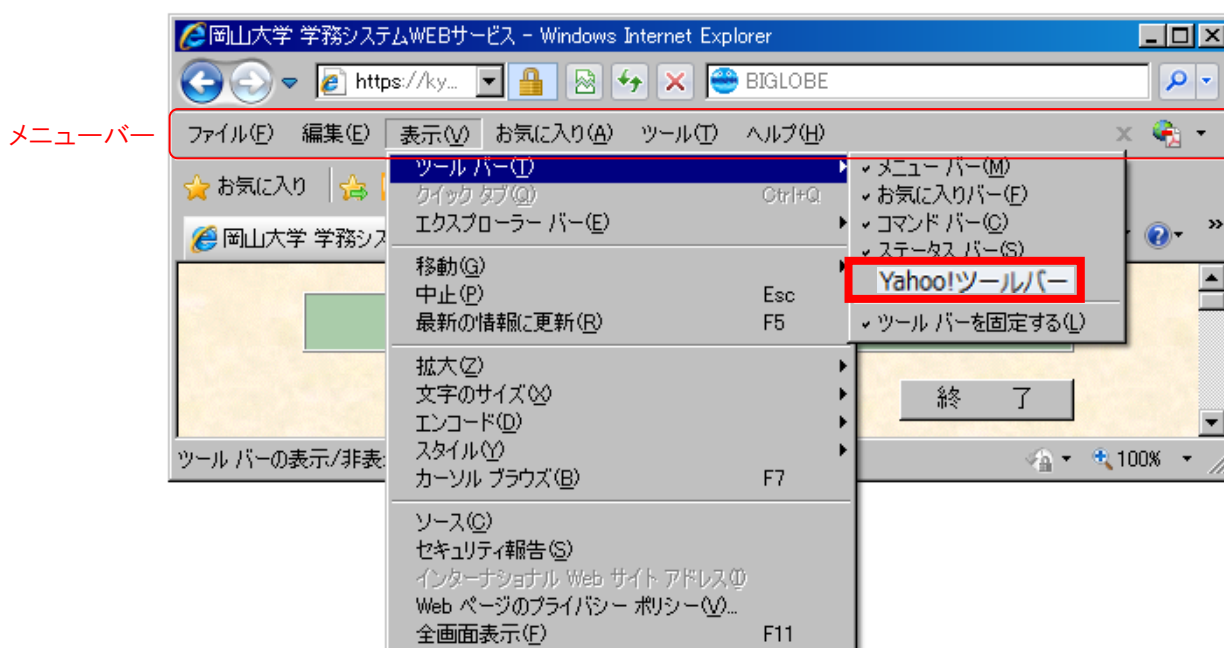 岡山大学 学務システムWEBサービス - Windows Internet Explorer
https://ky...
BIGLOBE
メニューバー
ファイル(F) 編集(E) 表示(V) お気に入り(A) ツール(T) ヘルプ(H)
お気に入り
岡山大学 学務シス
ツール バー(T)
クイック タブ(Q) Ctrl+Q
エクスプローラー バー(E)
移動(G)
中止(P) Esc
最新の情報に更新(R) F5
拡大(Z)
文字のサイズ(X)
エンコード(D)
スタイル(Y)
カーソル ブラウズ(B) F7
ソース(C)
セキュリティ報告(S)
インターナショナル Web サイト アドレス(I)
Web ページのプライバシー ポリシー(V)...
全画面表示(F) F11
メニュー バー(M)
お気に入りバー(F)
コマンド バー(C)
ステータス バー(S)
Yahoo!ツールバー
ツール バーを固定する(L)
終 了
ツール バーの表示/非表
100%